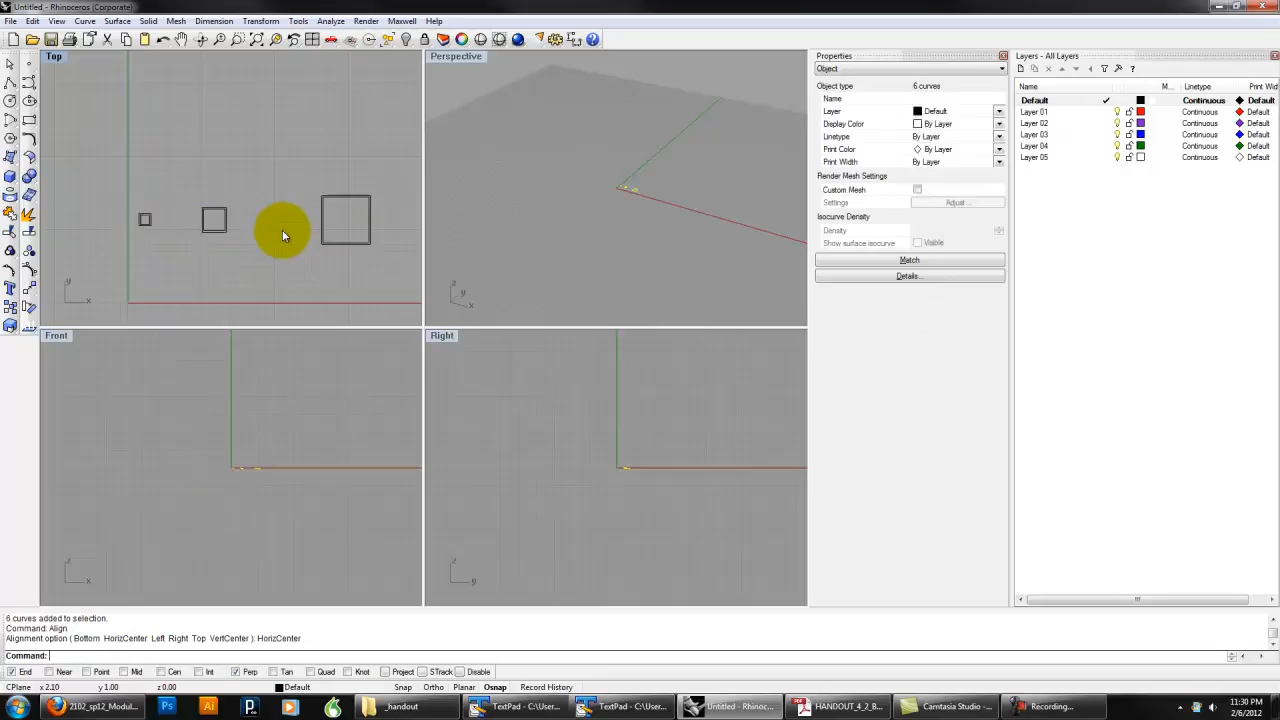 Untitled - Rhinoceros (Corporate)
File Edit View Curve Surface Solid Mesh Dimension Transform Tools Analyze Render Maxwell Help
Top
Perspective
Front
Right
y
x
z
y
x
z
x
z
y
Properties
Object
Object type 6 curves
Name
Layer Default
Display Color By Layer
Linetype By Layer
Print Color By Layer
Print Width By Layer
Render Mesh Settings
Custom Mesh
Settings Adjust...
Isocurve Density
Density
Show surface isocurve Visible
Match
Details...
Layers - All Layers
Name M... Linetype Print Wid
Default Continuous Default
Layer 01 Continuous Default
Layer 02 Continuous Default
Layer 03 Continuous Default
Layer 04 Continuous Default
Layer 05 Continuous Default
6 curves added to selection.
Command: Align
Alignment option ( Bottom HorizCenter Left Right Top VertCenter ): HorizCenter
Command:
End Near Point Mid Cen Int Perp Tan Quad Knot Project STrack Disable
CPlane x 2.10 y 1.00 z 0.00 Default Snap Ortho Planar Osnap Record History
2102_sp12_Modul... Ps Ai _handout TextPad - C:\User... TextPad - C:\Use... Untitled - Rhinoc... HANDOUT_4_2_B... Camtasia Studio -... Recording...
11:30 PM
2/6/2012